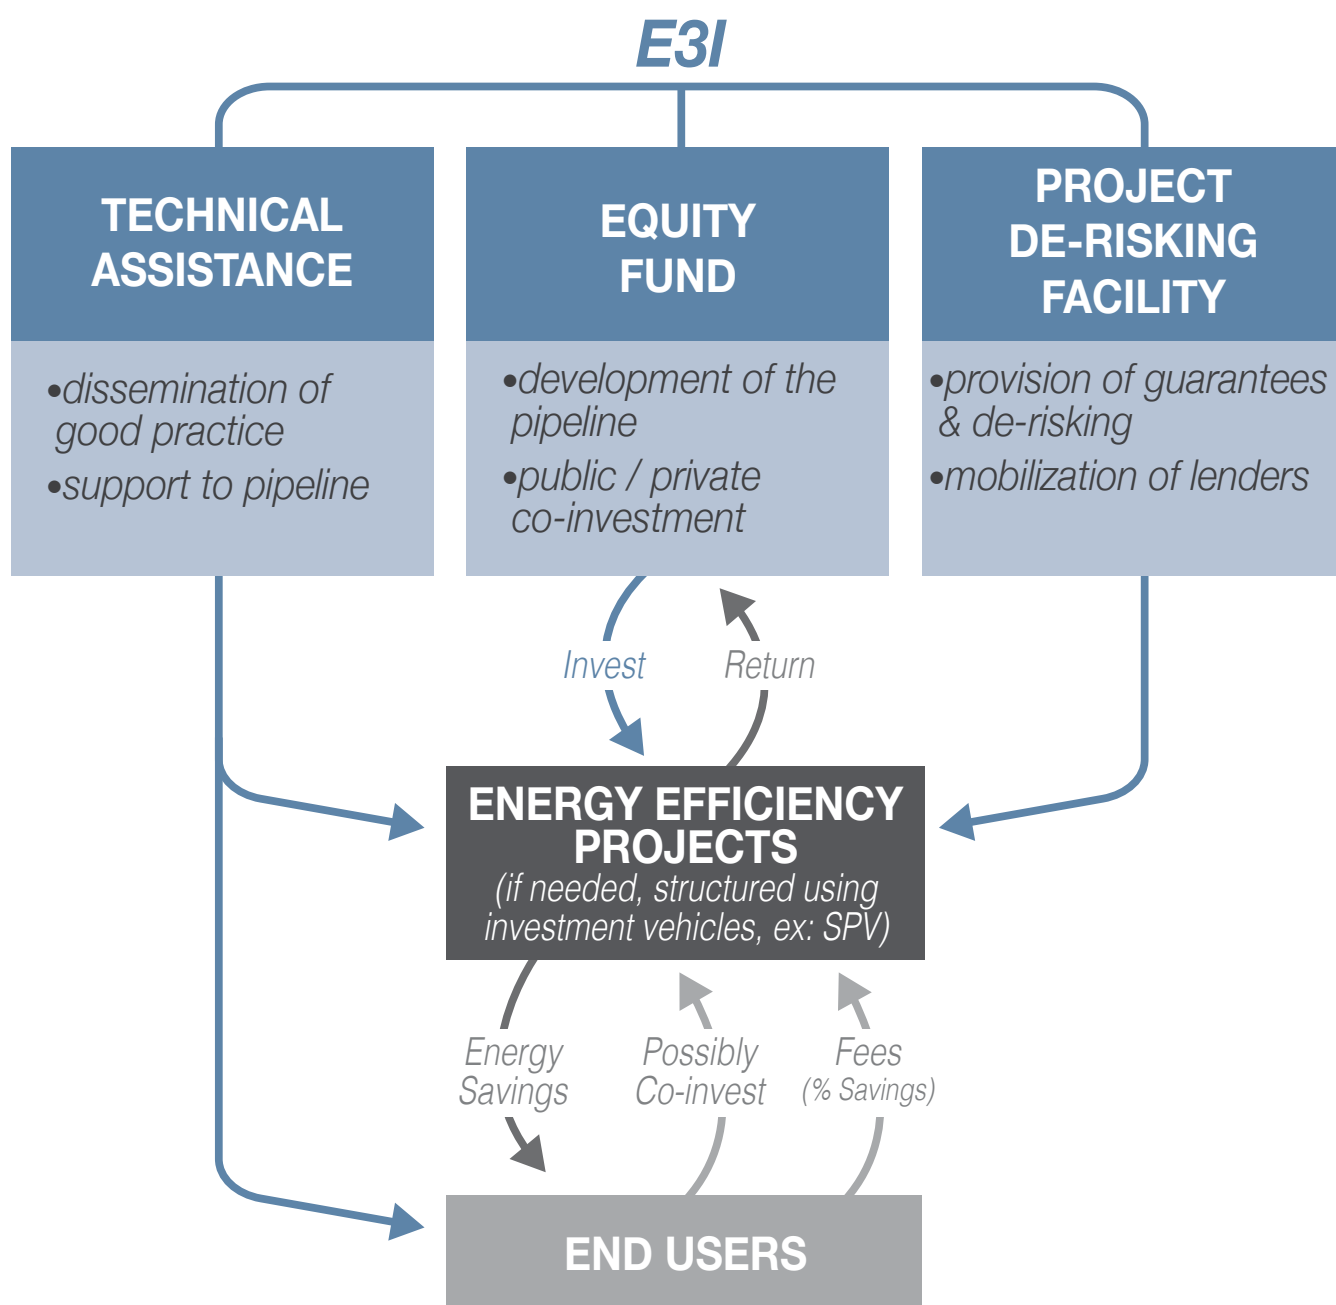 E3I
TECHNICAL
ASSISTANCE
•dissemination of
good practice
•support to pipeline
EQUITY
FUND
•development of the
pipeline
•public / private
co-investment
PROJECT
DE-RISKING
FACILITY
•provision of guarantees
& de-risking
•mobilization of lenders
Invest
Return
ENERGY EFFICIENCY
PROJECTS
(if needed, structured using
investment vehicles, ex: SPV)
Energy
Savings
Possibly
Co-invest
Fees
(% Savings)
END USERS